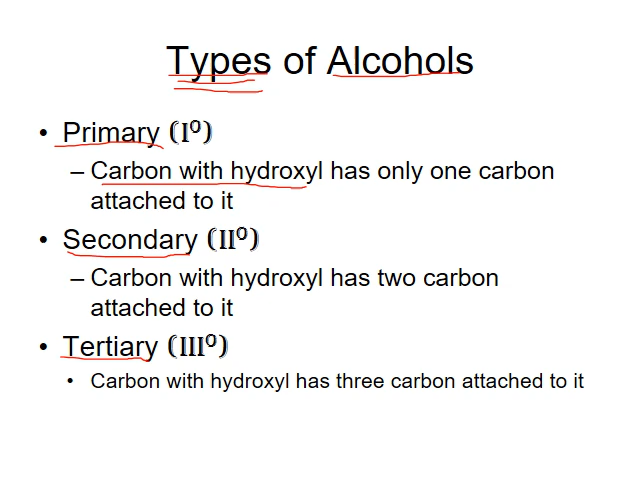 Types of Alcohols
• Primary (I⁰)
– Carbon with hydroxyl has only one carbon
attached to it
• Secondary (II⁰)
– Carbon with hydroxyl has two carbon
attached to it
• Tertiary (III⁰)
• Carbon with hydroxyl has three carbon attached to it